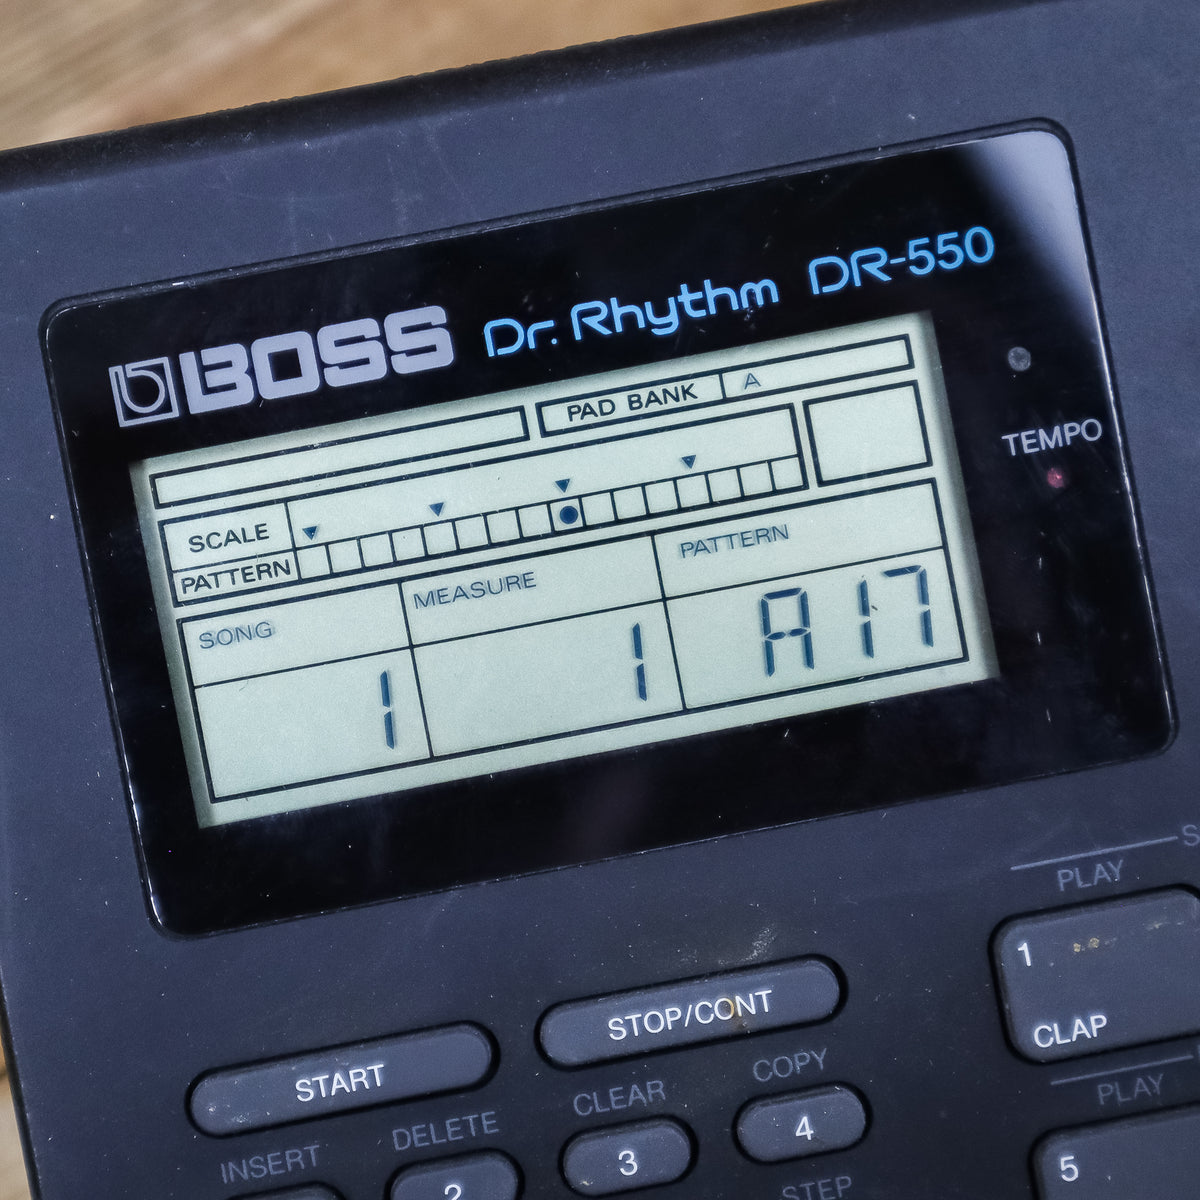 BOSS Dr. Rhythm DR-550
PAD BANK A
TEMPO
SCALE
PATTERN
SONG MEASURE PATTERN
1 1 A17
PLAY
1
CLAP
START STOP/CONT
INSERT DELETE CLEAR COPY
2 3 4
STEP
PLAY
5